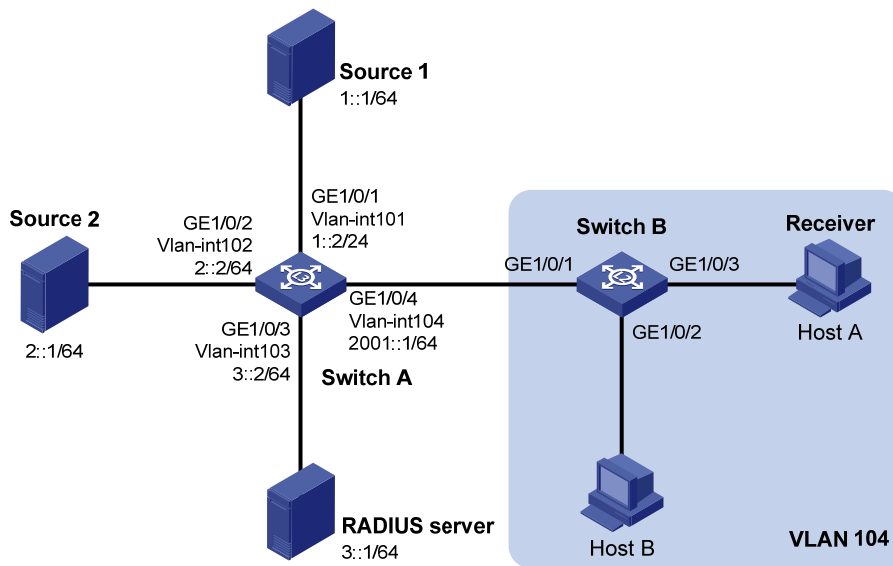 Source 1
1::1/64
GE1/0/1
Vlan-int101
1::2/24
Source 2
GE1/0/2
Vlan-int102
2::2/64
2::1/64
GE1/0/3
Vlan-int103
3::2/64
GE1/0/4
Vlan-int104
2001::1/64
Switch A
RADIUS server
3::1/64
Switch B
GE1/0/1
GE1/0/3
GE1/0/2
Receiver
Host A
Host B
VLAN 104